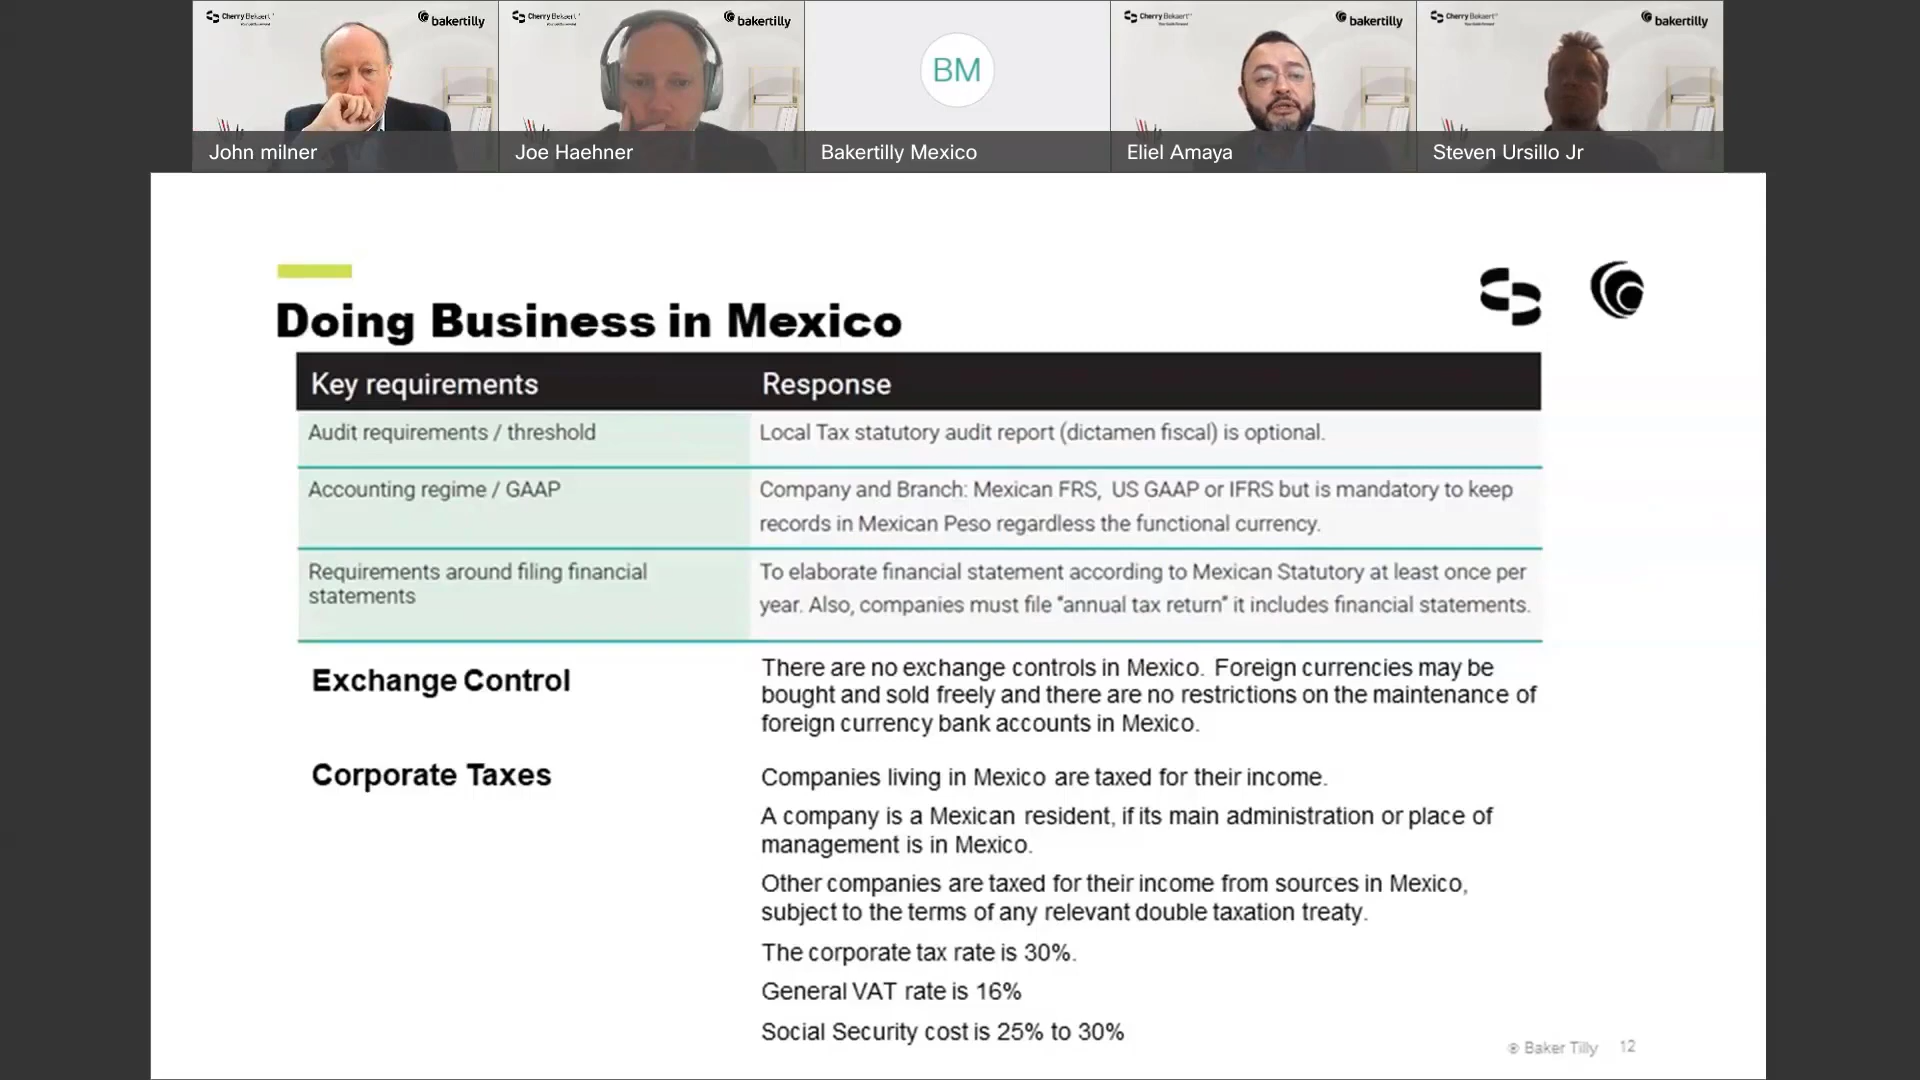 Cherry Bekaert
bakertilly
Cherry Bekaert
bakertilly
BM
Cherry Bekaert
bakertilly
Cherry Bekaert
bakertilly
John milner
Joe Haehner
Bakertilly Mexico
Eliel Amaya
Steven Ursillo Jr
Doing Business in Mexico
Key requirements
Response
Audit requirements / threshold
Local Tax statutory audit report (dictamen fiscal) is optional.
Accounting regime / GAAP
Company and Branch: Mexican FRS, US GAAP or IFRS but is mandatory to keep
records in Mexican Peso regardless the functional currency.
Requirements around filing financial
statements
To elaborate financial statement according to Mexican Statutory at least once per
year. Also, companies must file "annual tax return" it includes financial statements.
Exchange Control
There are no exchange controls in Mexico. Foreign currencies may be
bought and sold freely and there are no restrictions on the maintenance of
foreign currency bank accounts in Mexico.
Corporate Taxes
Companies living in Mexico are taxed for their income.
A company is a Mexican resident, if its main administration or place of
management is in Mexico.
Other companies are taxed for their income from sources in Mexico,
subject to the terms of any relevant double taxation treaty.
The corporate tax rate is 30%.
General VAT rate is 16%
Social Security cost is 25% to 30%
Baker Tilly 12